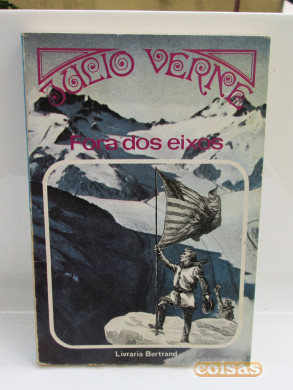 JULIO VERNE
Fora dos eixos
Livraria Bertrand
coisas